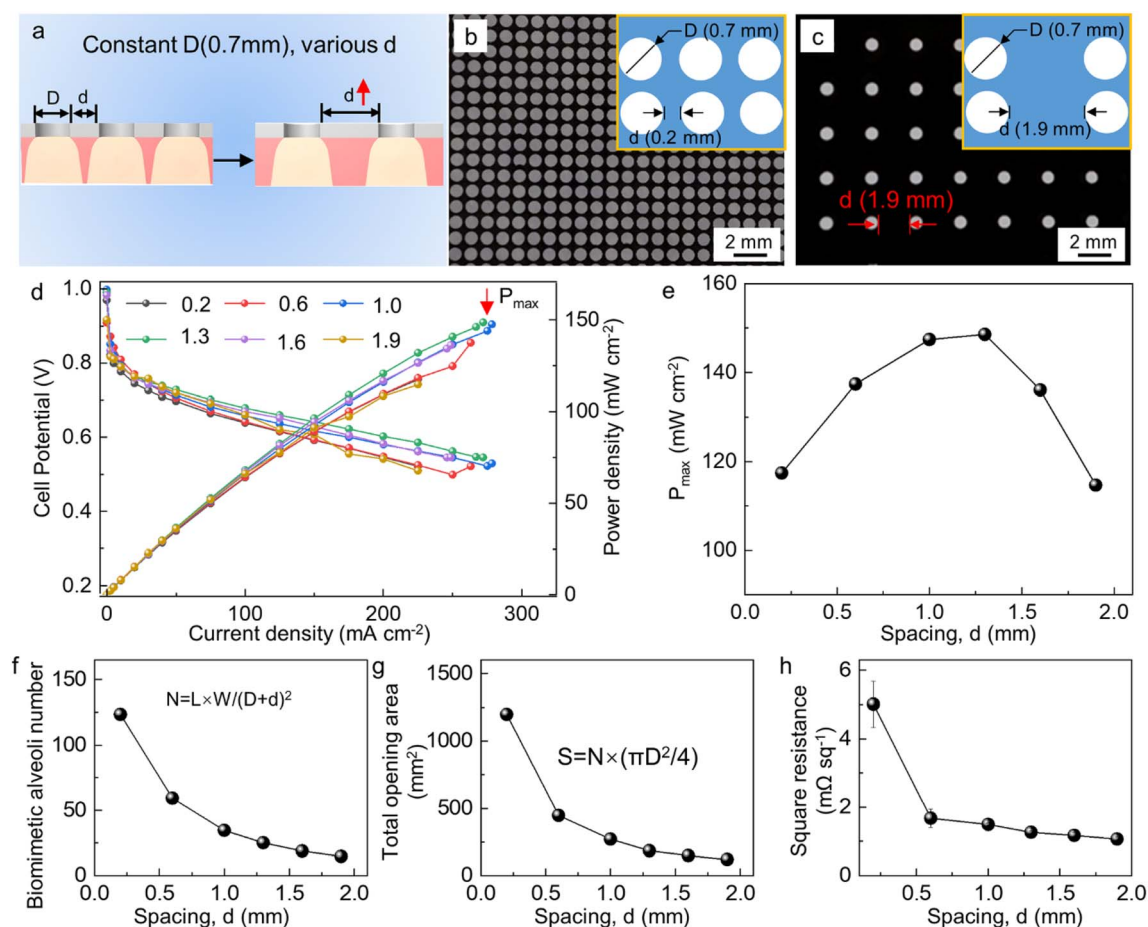 a
Constant D(0.7mm), various d
D
d
d
b
D (0.7 mm)
d (0.2 mm)
2 mm
c
D (0.7 mm)
d (1.9 mm)
d (1.9 mm)
2 mm
d
1.0
0.8
0.6
0.4
0.2
Cell Potential (V)
0.2
0.6
1.0
1.3
1.6
1.9
Pmax
150
100
50
0
Power density (mW cm⁻²)
0
100
200
300
Current density (mA cm⁻²)
e
160
140
120
100
Pmax (mW cm⁻²)
0.0
0.5
1.0
1.5
2.0
Spacing, d (mm)
f
150
125
100
75
50
25
0
Biomimetic alveoli number
N=L×W/(D+d)²
0.0
0.5
1.0
1.5
2.0
Spacing, d (mm)
g
1500
1000
500
0
Total opening area
(mm²)
S=N×(πD²/4)
0.0
0.5
1.0
1.5
2.0
Spacing, d (mm)
h
6
4
2
0
Square resistance
(mΩ sq⁻¹)
0.0
0.5
1.0
1.5
2.0
Spacing, d (mm)